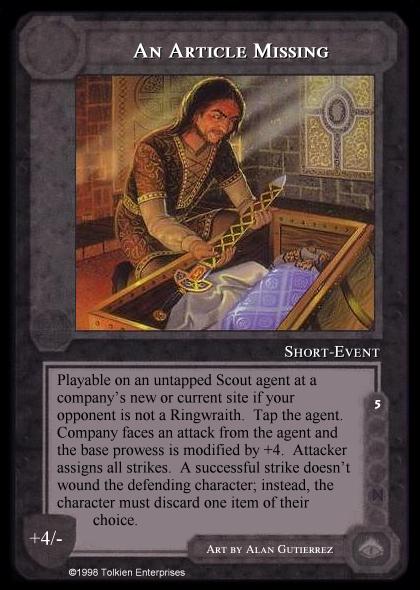 An Article Missing
Short-Event
Playable on an untapped Scout agent at a
company's new or current site if your
opponent is not a Ringwraith. Tap the agent.
Company faces an attack from the agent and
the base prowess is modified by +4. Attacker
assigns all strikes. A successful strike doesn't
wound the defending character; instead, the
character must discard one item of their
choice.
5
+4/-
Art by Alan Gutierrez
©1998 Tolkien Enterprises